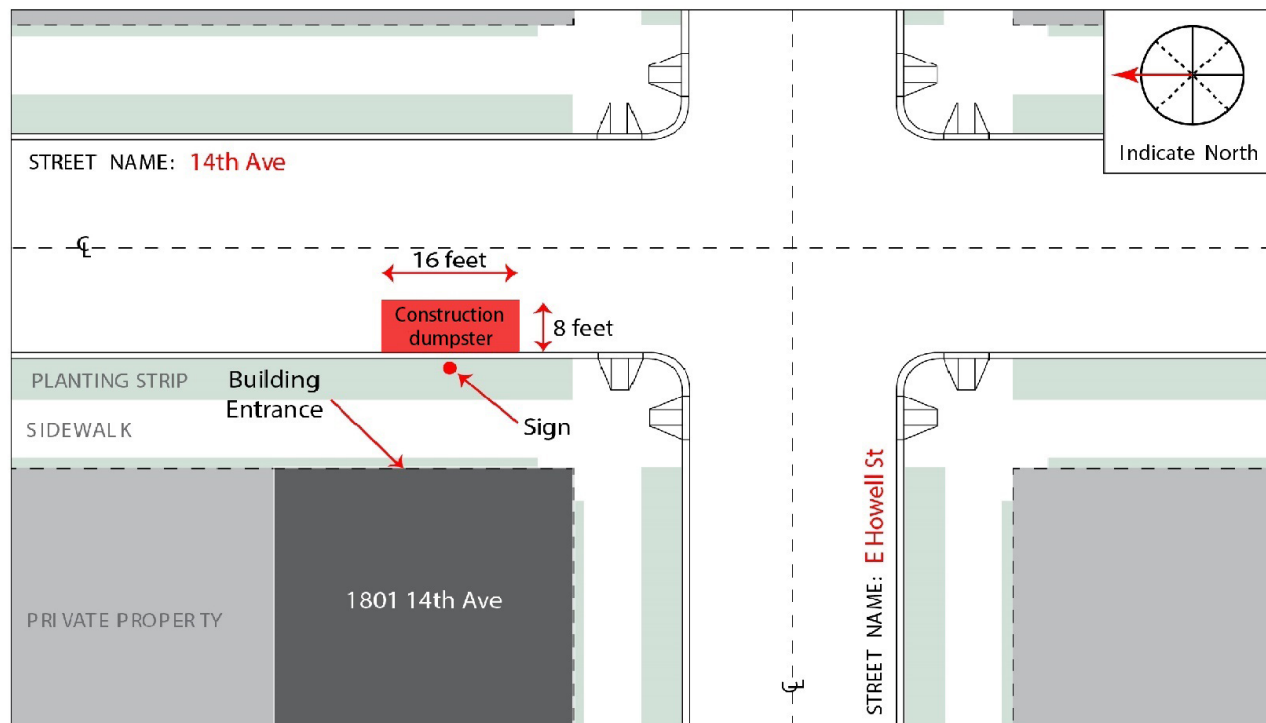 Indicate North
STREET NAME: 14th Ave
℄
16 feet
Construction
dumpster
8 feet
PLANTING STRIP
Building
Entrance
Sign
SIDEWALK
1801 14th Ave
PRIVATE PROPERTY
STREET NAME: E Howell St
℄